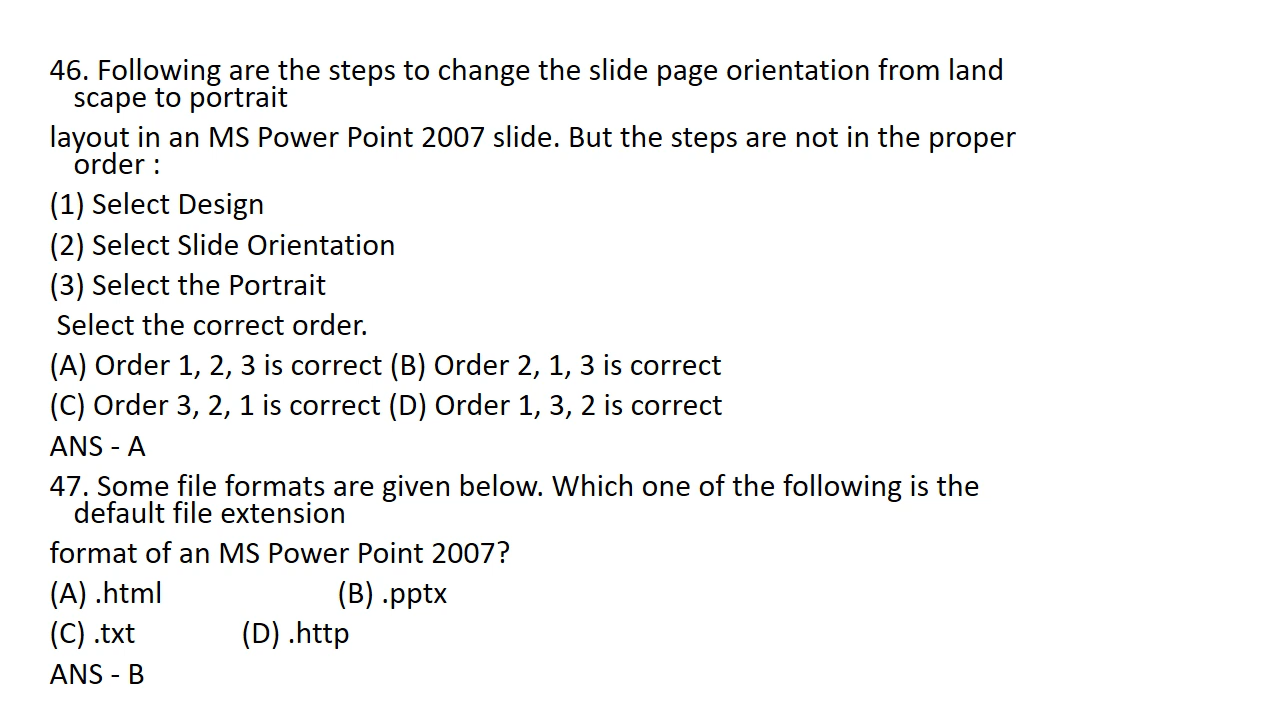 46. Following are the steps to change the slide page orientation from land
scape to portrait
layout in an MS Power Point 2007 slide. But the steps are not in the proper
order :
(1) Select Design
(2) Select Slide Orientation
(3) Select the Portrait
Select the correct order.
(A) Order 1, 2, 3 is correct (B) Order 2, 1, 3 is correct
(C) Order 3, 2, 1 is correct (D) Order 1, 3, 2 is correct
ANS - A
47. Some file formats are given below. Which one of the following is the
default file extension
format of an MS Power Point 2007?
(A) .html (B) .pptx
(C) .txt (D) .http
ANS - B